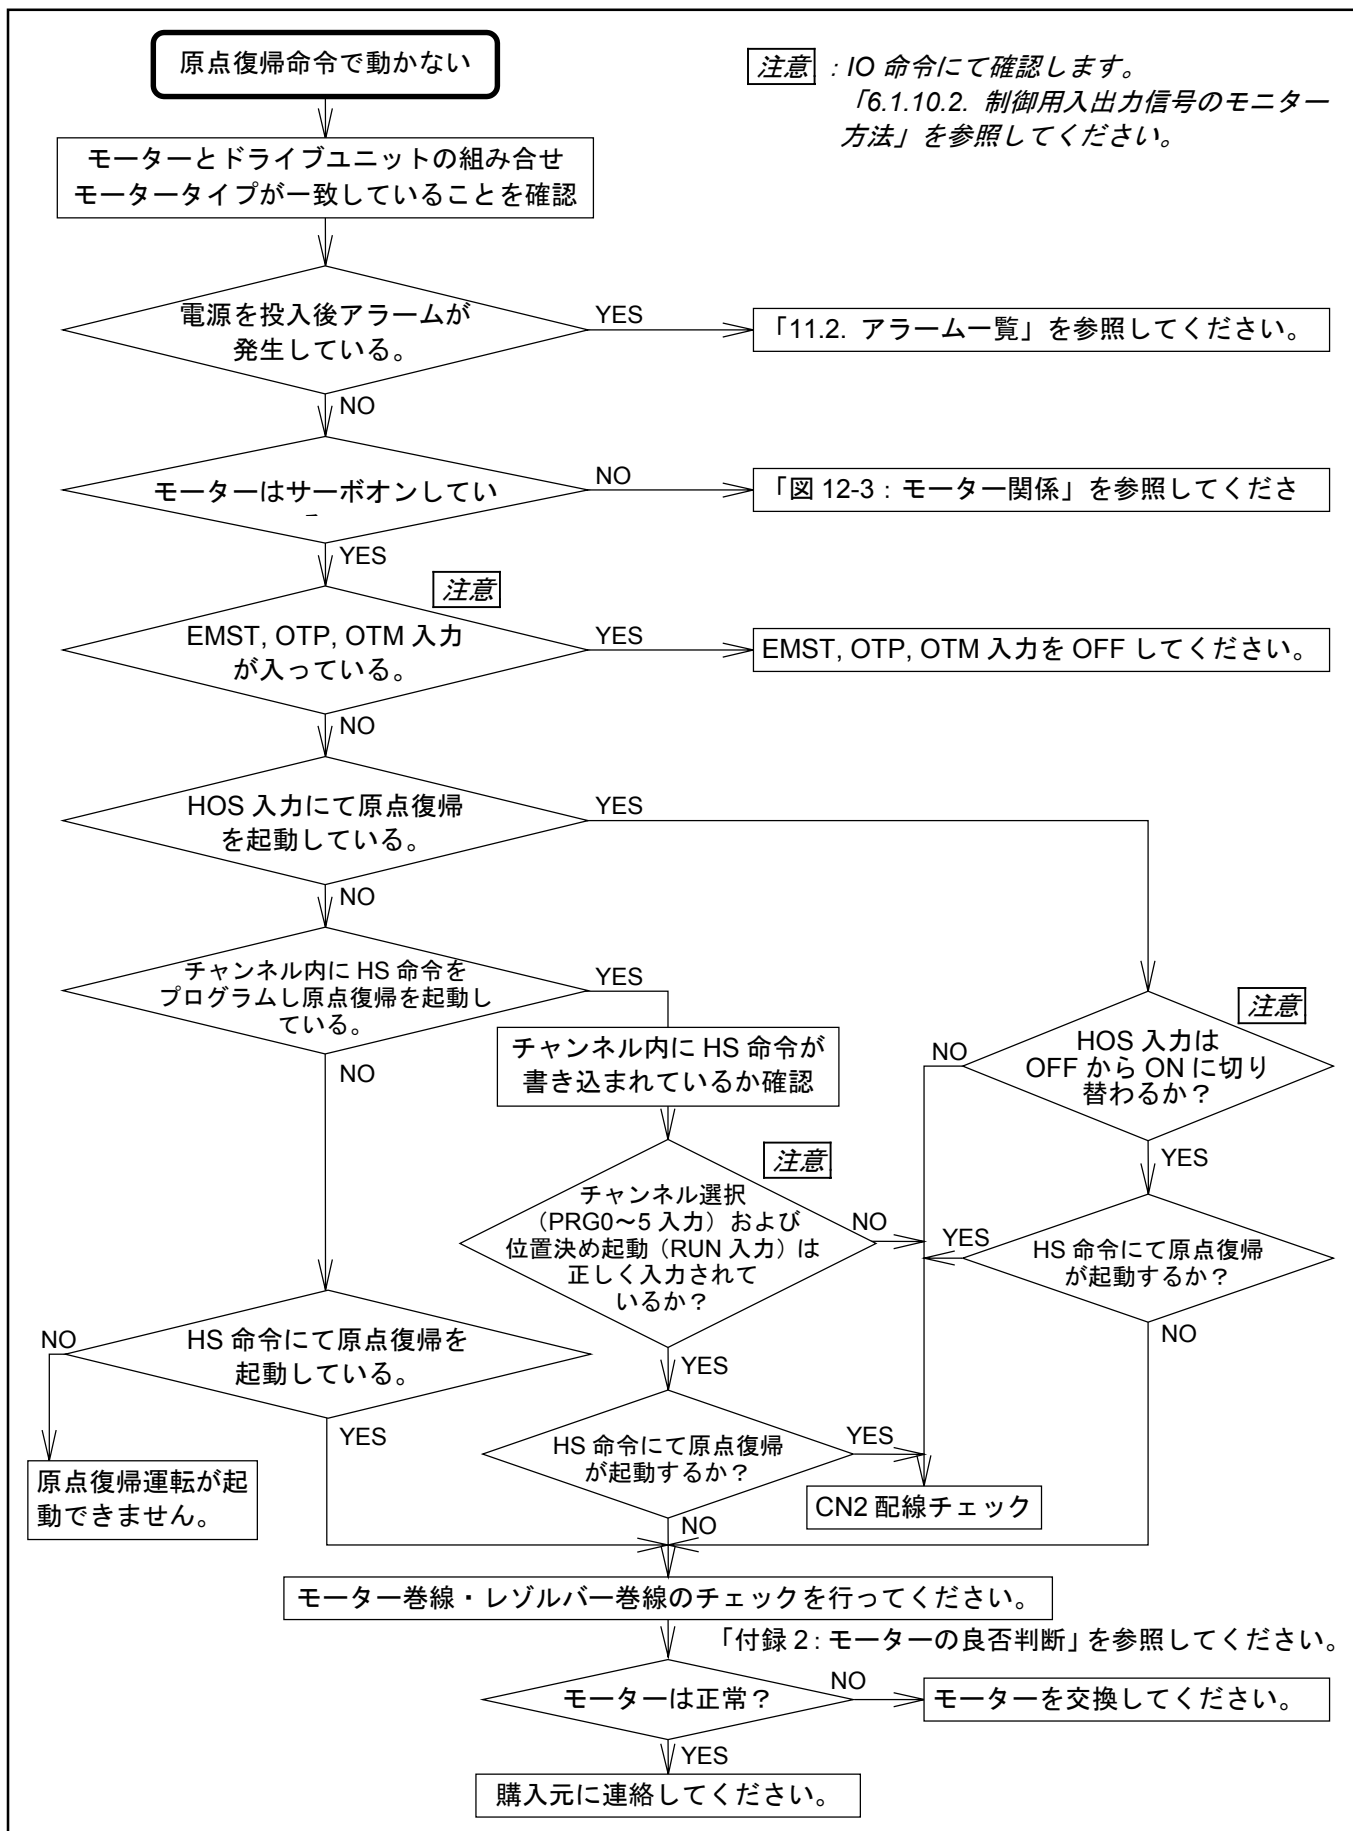 原点復帰命令で動かない
注意 : IO 命令にて確認します。
「6.1.10.2. 制御用入出力信号のモニター
方法」を参照してください。
モーターとドライブユニットの組み合せ
モータータイプが一致していることを確認
電源を投入後アラームが
発生している。
YES
「11.2. アラーム一覧」を参照してください。
NO
モーターはサーボオンしてい
NO
「図 12-3：モーター関係」を参照してくださ
YES
注意
EMST, OTP, OTM 入力
が入っている。
YES
EMST, OTP, OTM 入力を OFF してください。
NO
HOS 入力にて原点復帰
を起動している。
YES
NO
チャンネル内に HS 命令を
プログラムし原点復帰を起動し
ている。
YES
NO
チャンネル内に HS 命令が
書き込まれているか確認
注意
HOS 入力は
OFF から ON に切り
替わるか？
NO
YES
注意
チャンネル選択
（PRG0～5 入力）および
位置決め起動（RUN 入力）は
正しく入力されて
いるか？
NO
YES
YES
HS 命令にて原点復帰
が起動するか？
NO
HS 命令にて原点復帰を
起動している。
NO
YES
原点復帰運転が起
動できません。
HS 命令にて原点復帰
が起動するか？
YES
NO
CN2 配線チェック
モーター巻線・レゾルバー巻線のチェックを行ってください。
「付録 2：モーターの良否判断」を参照してください。
モーターは正常？
NO
モーターを交換してください。
YES
購入元に連絡してください。